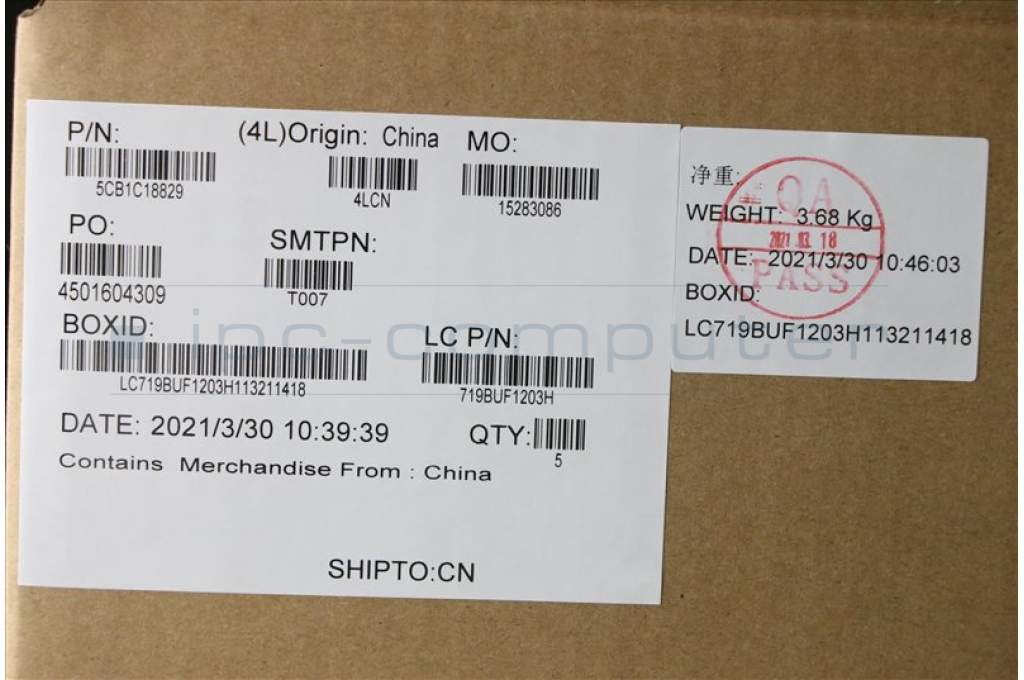 P/N: (4L)Origin: China MO:
5CB1C18829 4LCN 15283086
PO: SMTPN:
4501604309 T007
BOXID: LC P/N:
LC719BUF1203H113211418 719BUF1203H
DATE: 2021/3/30 10:39:39 QTY:
5
Contains Merchandise From : China
SHIPTO:CN
净重:
QA
WEIGHT: 3.68 Kg
2021.03.18
DATE: 2021/3/30 10:46:03
PASS
BOXID:
LC719BUF1203H113211418
ipc-computer